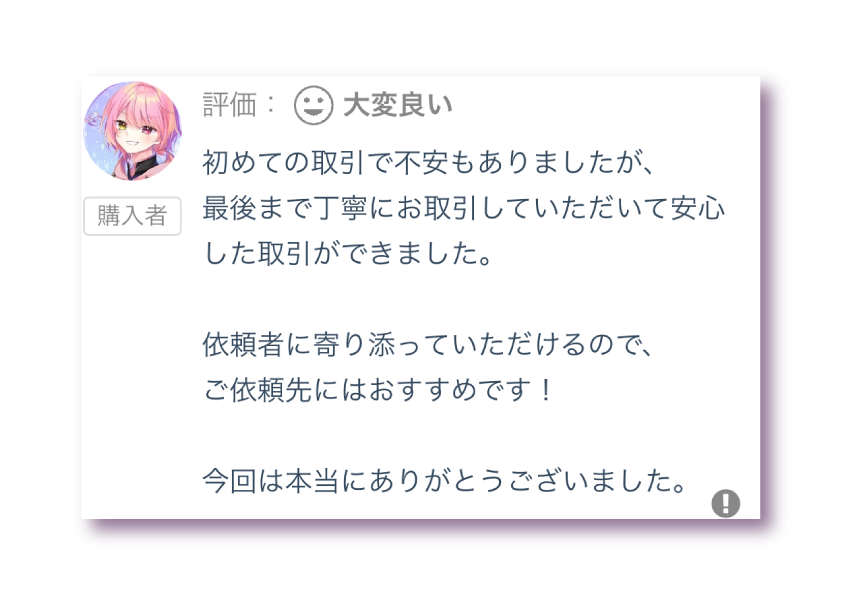 評価： 大変良い
初めての取引で不安もありましたが、
購入者
最後まで丁寧にお取引していただいて安心
した取引ができました。
依頼者に寄り添っていただけるので、
ご依頼先にはおすすめです！
今回は本当にありがとうございました。